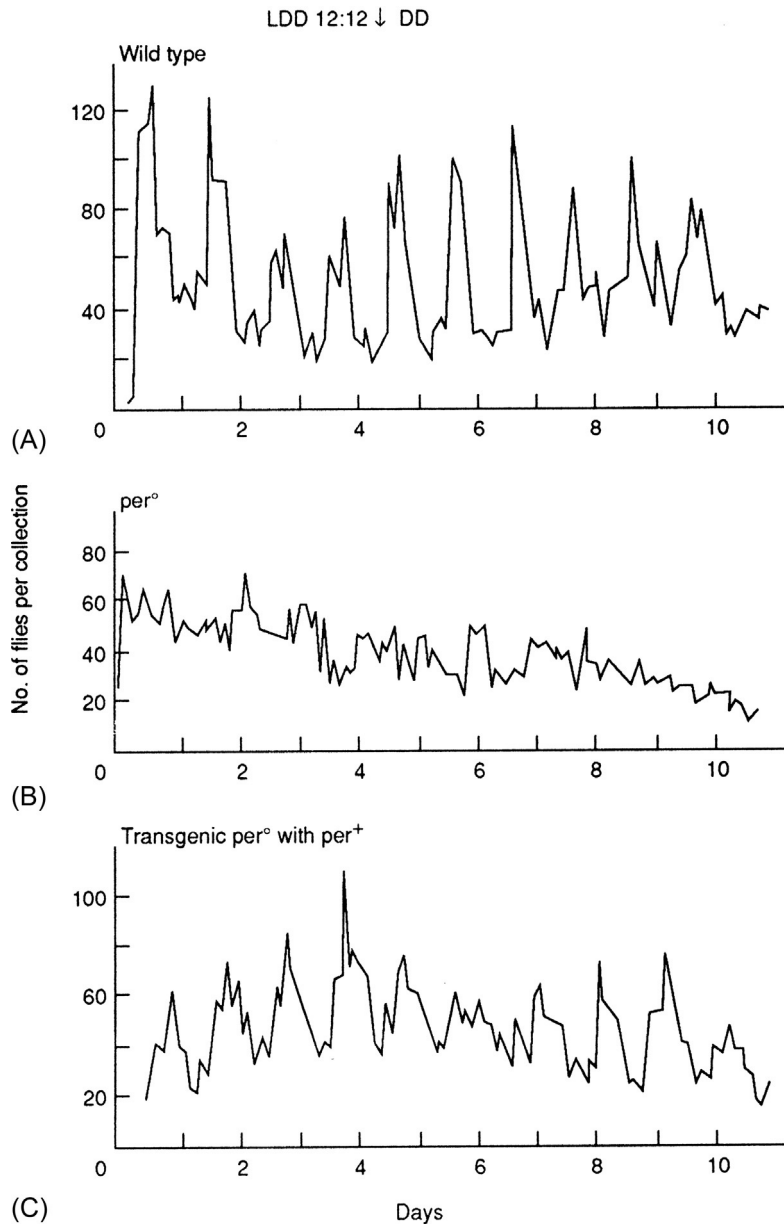 LDD 12:12 ↓ DD
Wild type
120
80
40
(A)
0 2 4 6 8 10
per°
80
60
40
20
(B)
0 2 4 6 8 10
No. of flies per collection
Transgenic per° with per⁺
100
60
20
0 2 4 6 8 10
(C)
Days